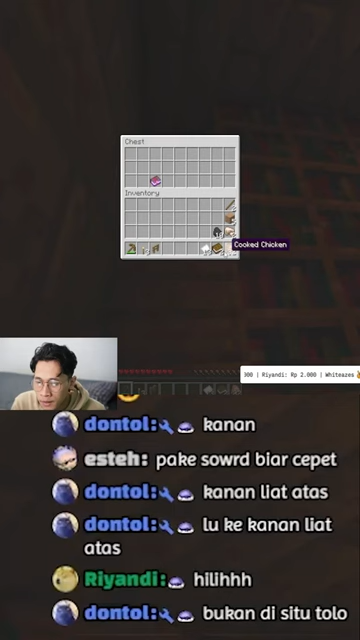 Chest
Inventory
Cooked Chicken
300 | Riyandi: Rp 2.000 | Whiteazes
dontol: kanan
esteh: pake sowrd biar cepet
dontol: kanan liat atas
dontol: lu ke kanan liat
atas
Riyandi: hilihhh
dontol: bukan di situ tolo